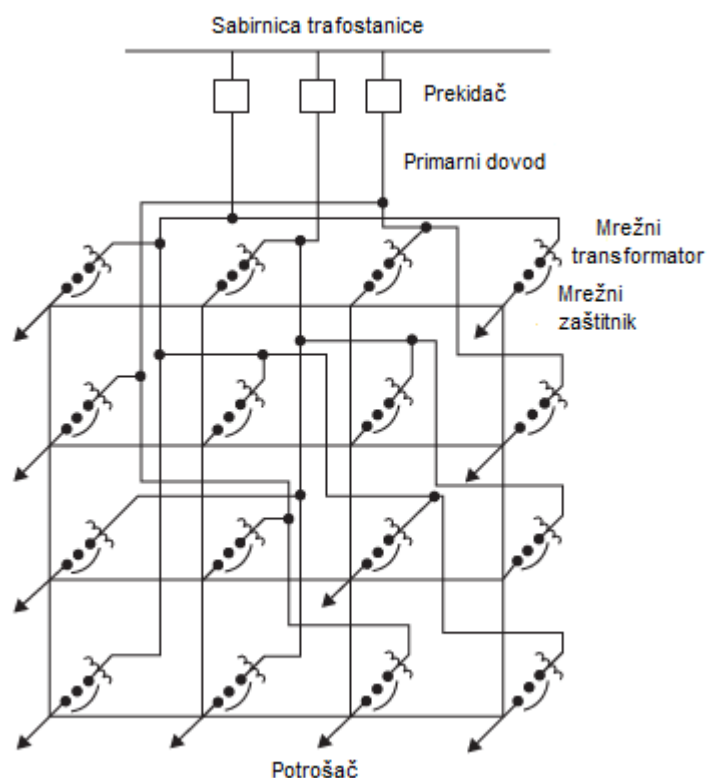 Sabirnica trafostanice
Prekidač
Primarni dovod
Mrežni
transformator
Mrežni
zaštitnik
Potrošač